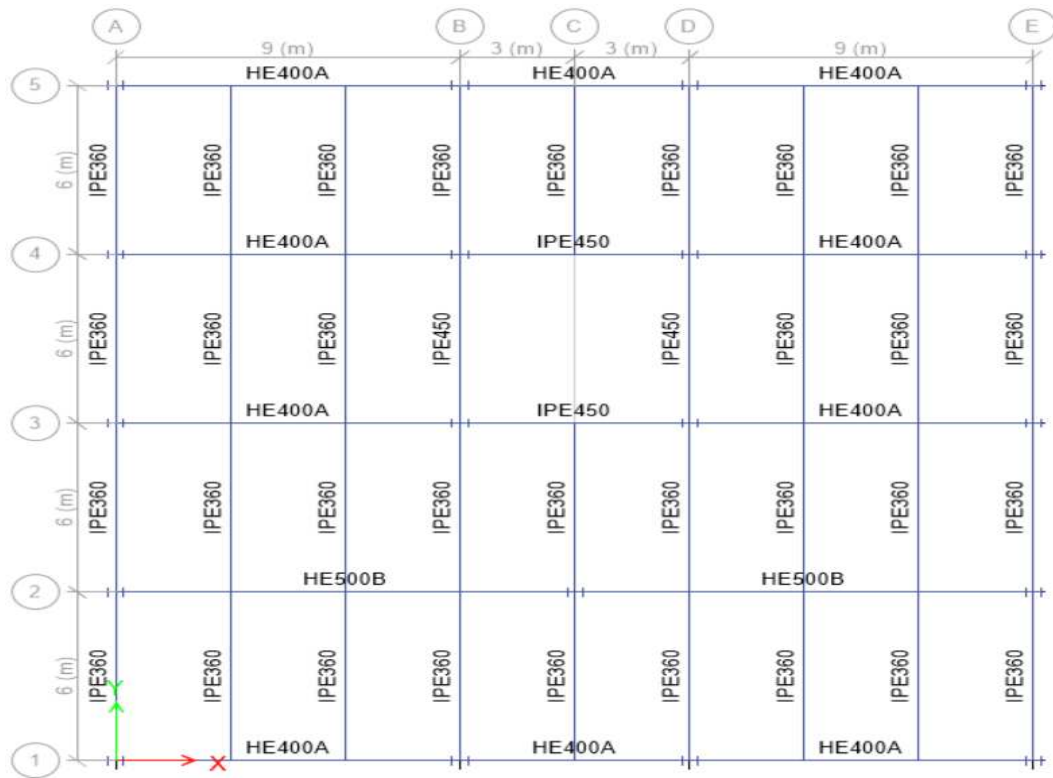 A B C D E
9 (m) 3 (m) 3 (m) 9 (m)
HE400A HE400A HE400A
5
6 (m) IPE360 IPE360 IPE360 IPE360 IPE360 IPE360 IPE360 IPE360 IPE360
HE400A IPE450 HE400A
4
6 (m) IPE360 IPE360 IPE360 IPE450 IPE450 IPE360 IPE360 IPE360
HE400A IPE450 HE400A
3
6 (m) IPE360 IPE360 IPE360 IPE360 IPE360 IPE360 IPE360 IPE360 IPE360
HE500B HE500B
2
6 (m) IPE360 IPE360 IPE360 IPE360 IPE360 IPE360 IPE360 IPE360 IPE360
Y
HE400A HE400A HE400A
1 X